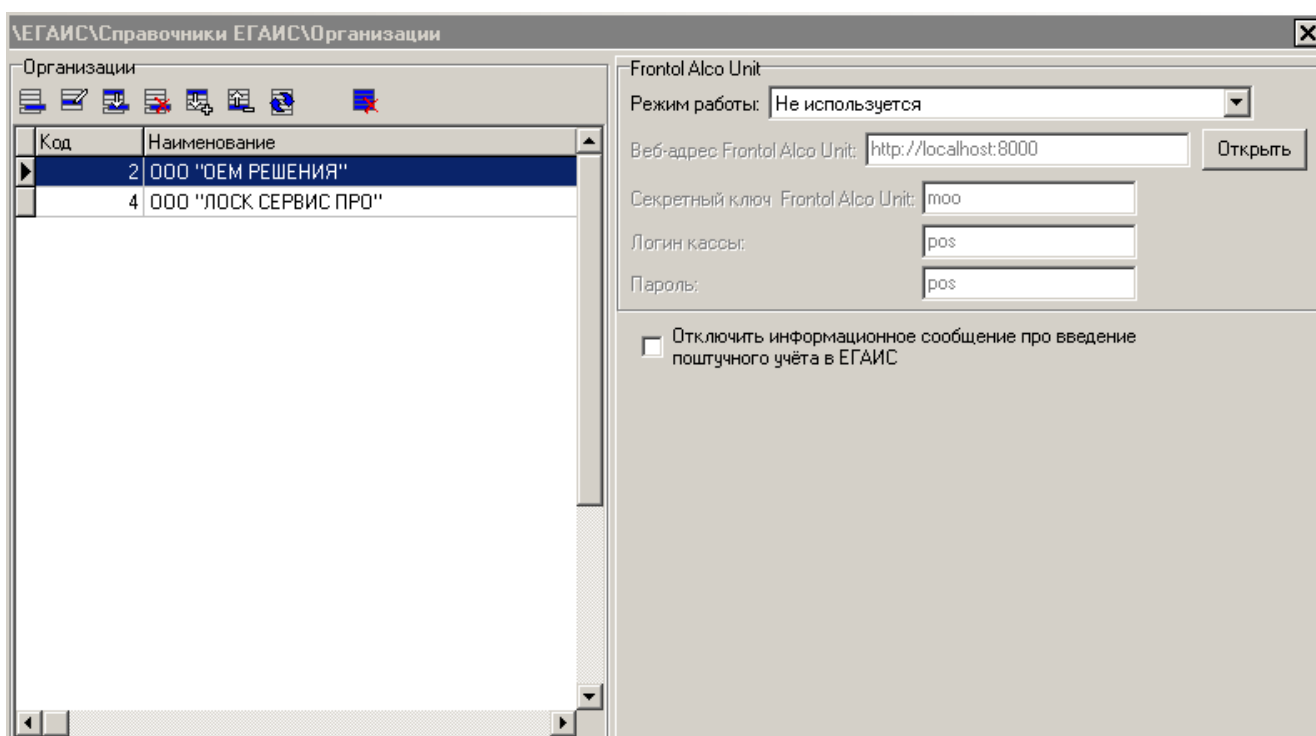 \ЕГАИС\Справочники ЕГАИС\Организации
Организации
Код Наименование
2 ООО "ОЕМ РЕШЕНИЯ"
4 ООО "ЛОСК СЕРВИС ПРО"
Frontol Alco Unit
Режим работы: Не используется
Веб-адрес Frontol Alco Unit: http://localhost:8000 Открыть
Секретный ключ Frontol Alco Unit: moo
Логин кассы: pos
Пароль: pos
Отключить информационное сообщение про введение
поштучного учёта в ЕГАИС